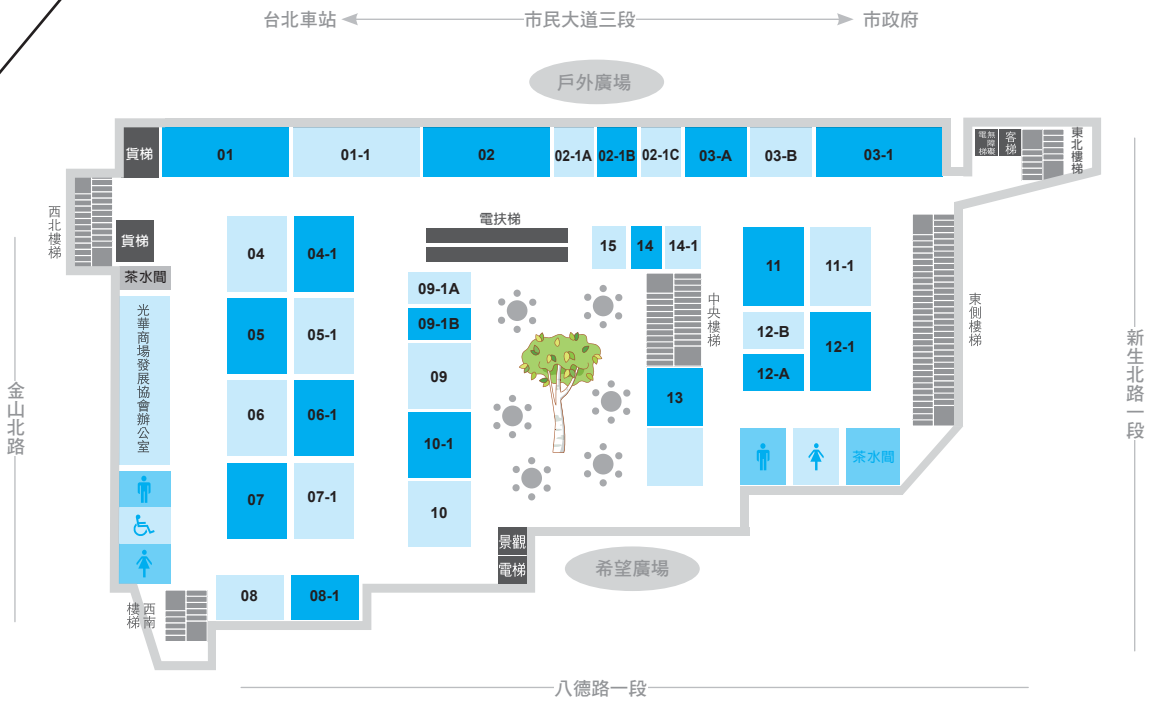 台北車站
市民大道三段
市政府
戶外廣場
貨梯
01
01-1
02
02-1A
02-1B
02-1C
03-A
03-B
03-1
無障礙
電梯
客梯
東北樓梯
西北樓梯
貨梯
茶水間
光華商場發展協會辦公室
04
04-1
05
05-1
06
06-1
07
07-1
08
08-1
電扶梯
09-1A
09-1B
09
10-1
10
15
14
14-1
中央樓梯
13
11
11-1
12-B
12-A
12-1
東側樓梯
茶水間
景觀
電梯
希望廣場
西南
樓梯
金山北路
新生北路一段
八德路一段